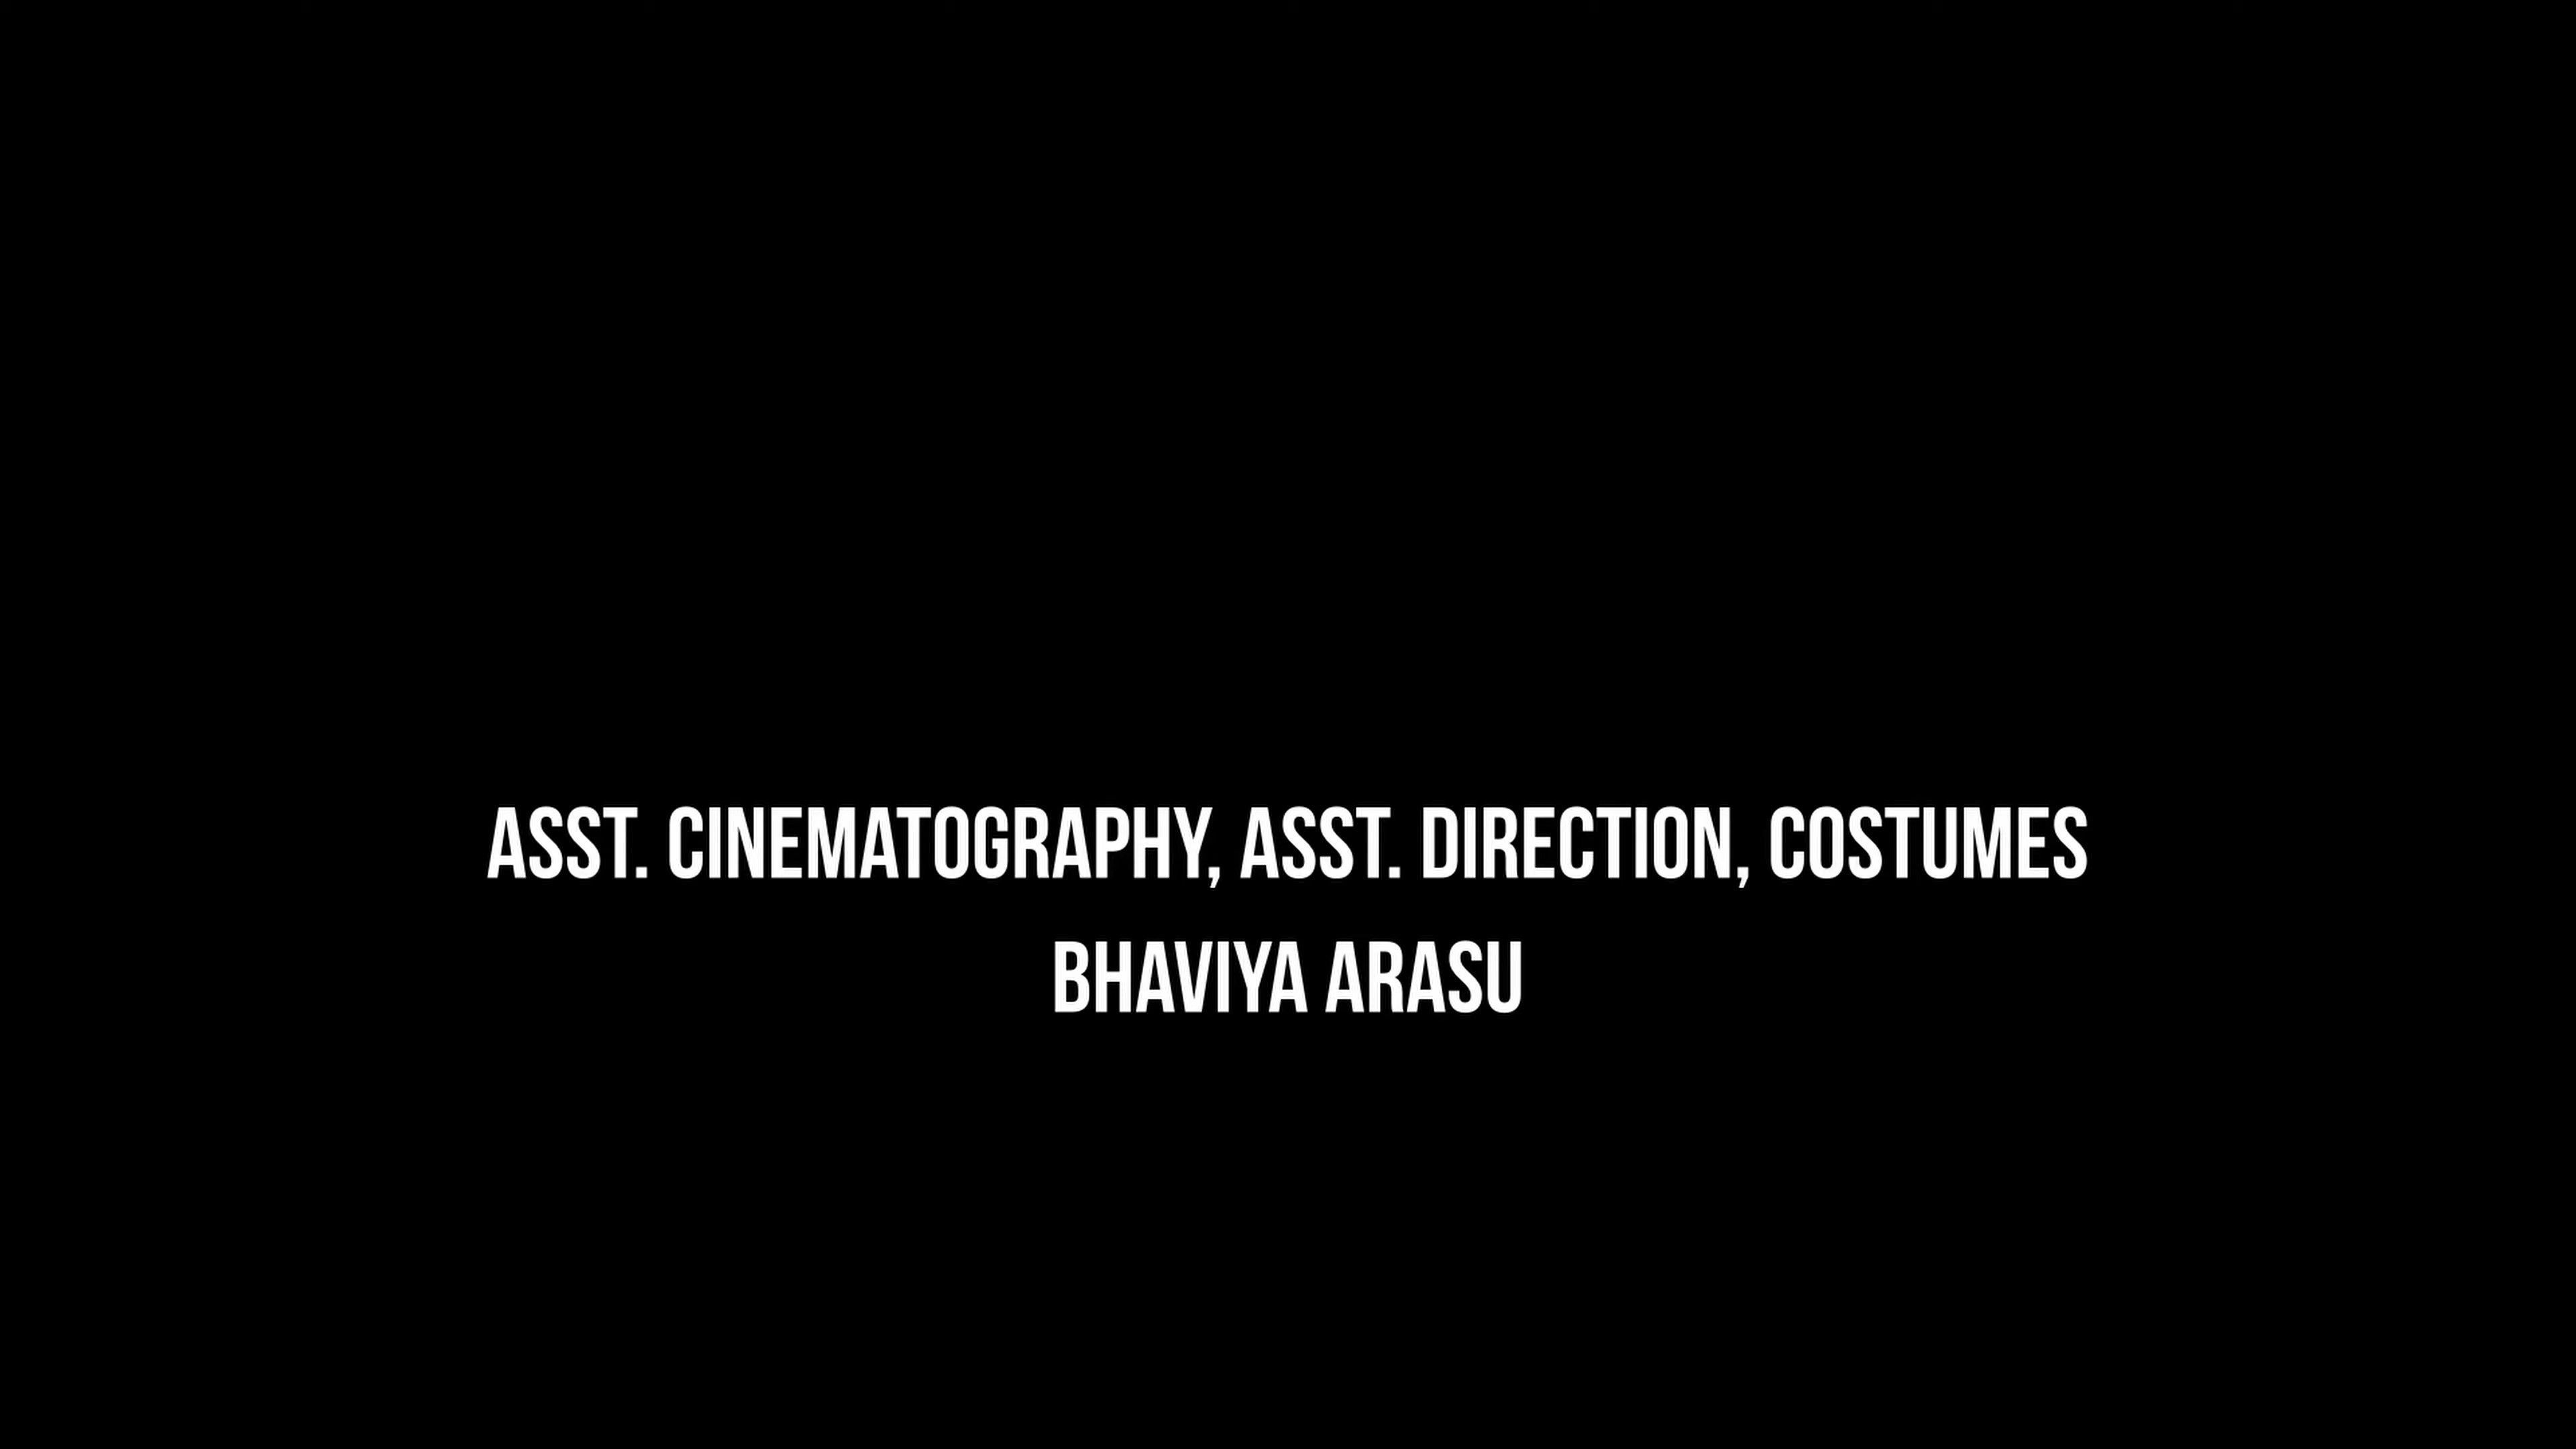 ASST. CINEMATOGRAPHY, ASST. DIRECTION, COSTUMES
BHAVIYA ARASU